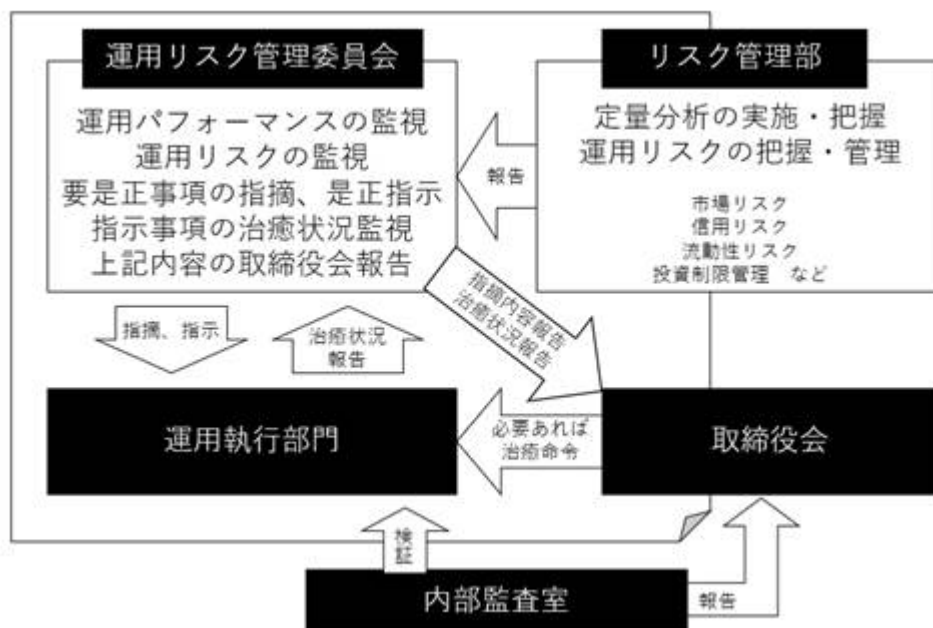 運用リスク管理委員会
運用パフォーマンスの監視
運用リスクの監視
要是正事項の指摘、是正指示
指示事項の治癒状況監視
上記内容の取締役会報告
リスク管理部
定量分析の実施・把握
運用リスクの把握・管理
市場リスク
信用リスク
流動性リスク
投資制限管理 など
報告
指摘、指示
治癒状況
報告
指摘内容報告
治癒状況報告
運用執行部門
必要あれば
治癒命令
取締役会
検証
内部監査室
報告